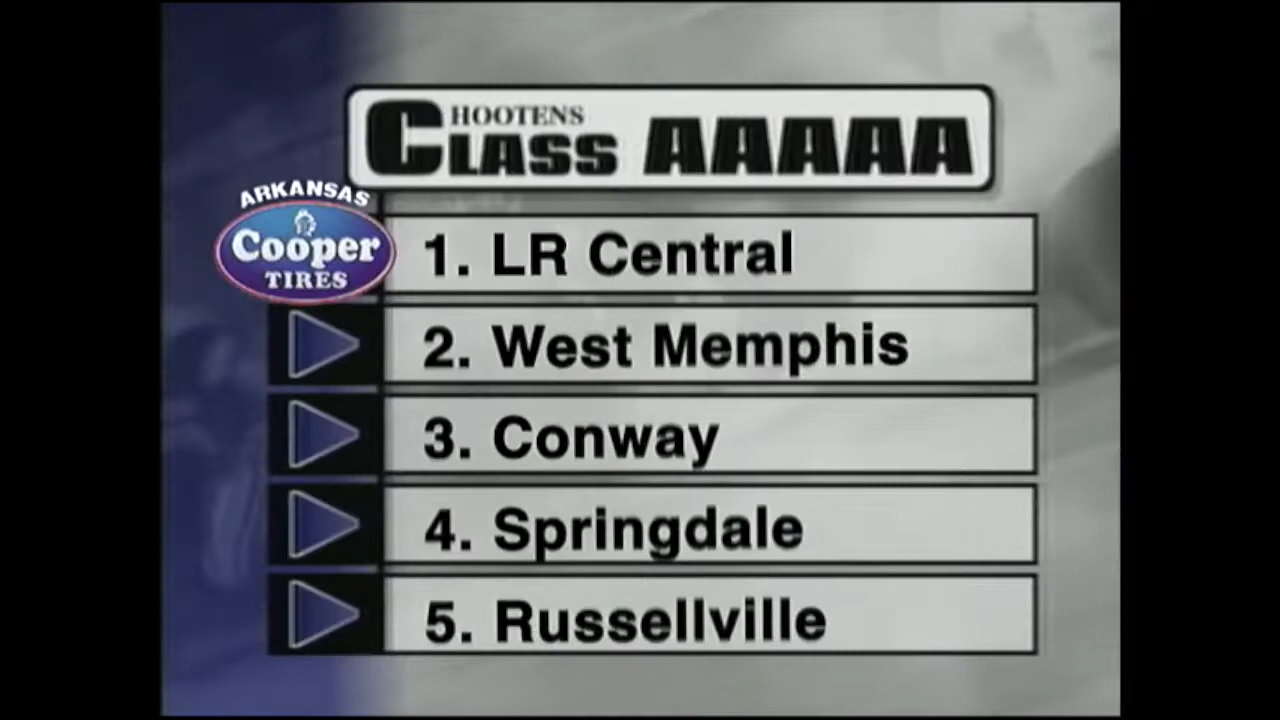 HOOTENS
CLASS AAAAA
ARKANSAS
Cooper
TIRES
1. LR Central
2. West Memphis
3. Conway
4. Springdale
5. Russellville